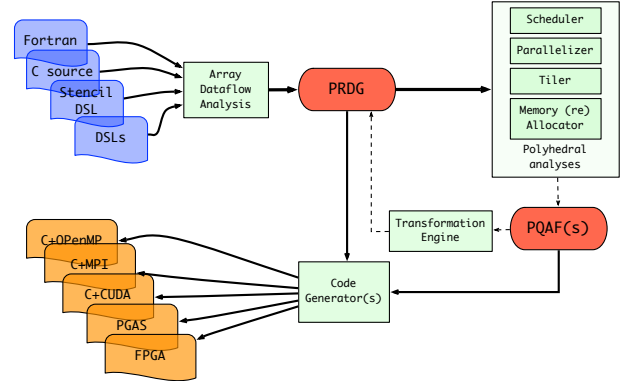 Fortran
C source
Stencil
DSL
DSLs
Array
Dataflow
Analysis
PRDG
Scheduler
Parallelizer
Tiler
Memory (re)
Allocator
Polyhedral
analyses
Transformation
Engine
PQAF(s)
C+OPenMP
C+MPI
C+CUDA
PGAS
FPGA
Code
Generator(s)